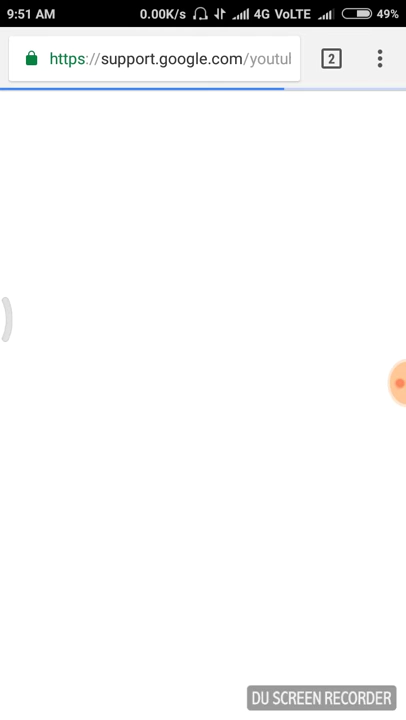 9:51 AM 0.00K/s 4G VoLTE 49%
https://support.google.com/youtul 2
DU SCREEN RECORDER